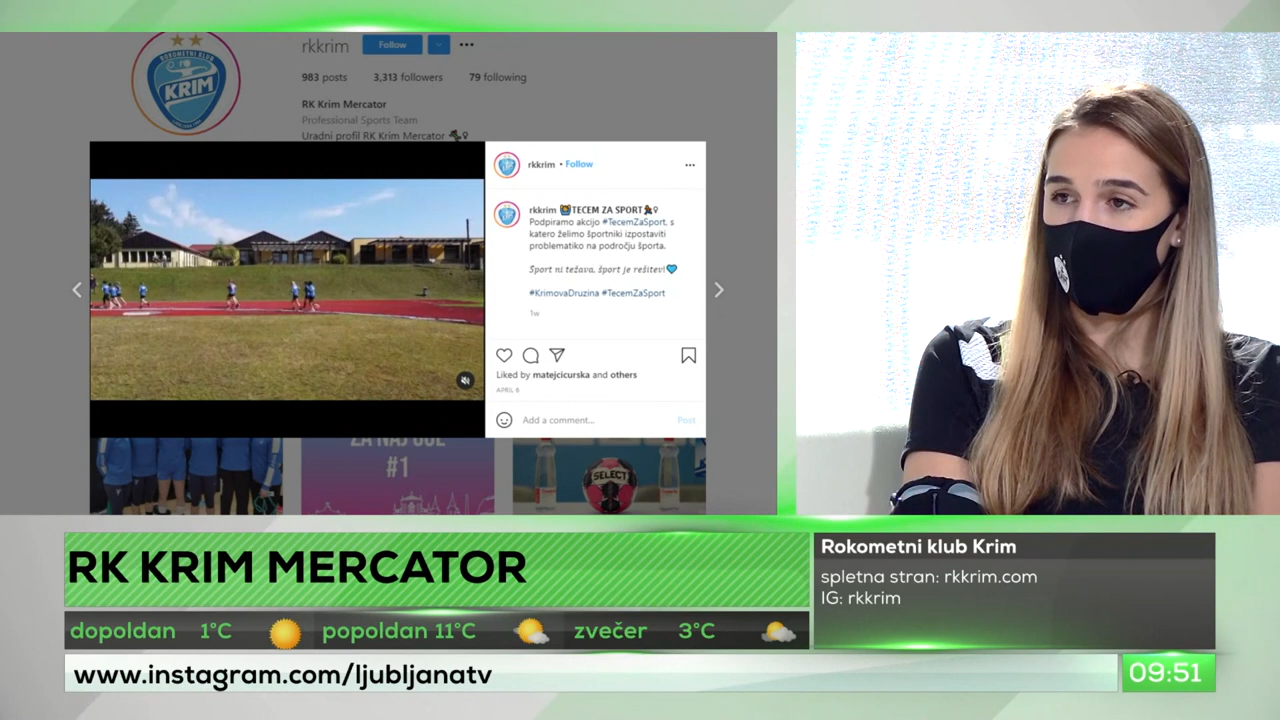 rkkrim
Follow
983 posts
3,313 followers
79 following
RK Krim Mercator
Professional Sports Team
Uradni profil RK Krim Mercator
ROKOMETNI KLUB
KRIM
rkkrim • Follow
rkkrim TECEM ZA SPORT
Podpiramo akcijo #TecemZaSport, s
katero želimo športniki izpostaviti
problematiko na področju športa.
Šport ni težava, šport je rešitev!
#KrimovaDruzina #TecemZaSport
1w
Liked by matejcicurska and others
APRIL 6
Add a comment...
Post
ZA NAJ GOL
#1
SELECT
RK KRIM MERCATOR
Rokometni klub Krim
spletna stran: rkkrim.com
IG: rkkrim
dopoldan 1°C
popoldan 11°C
zvečer 3°C
www.instagram.com/ljubljanatv
09:51